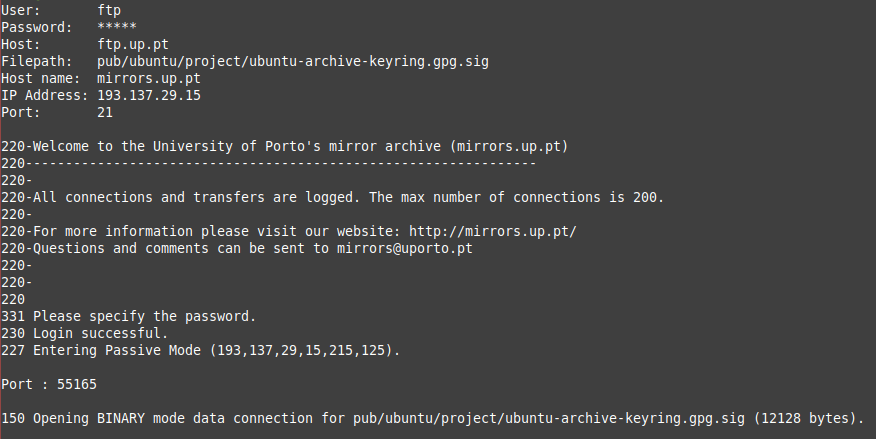 User:       ftp
Password:   *****
Host:       ftp.up.pt
Filepath:   pub/ubuntu/project/ubuntu-archive-keyring.gpg.sig
Host name:  mirrors.up.pt
IP Address: 193.137.29.15
Port:       21
220-Welcome to the University of Porto's mirror archive (mirrors.up.pt)
220----------------------------------------------------------------
220-
220-All connections and transfers are logged. The max number of connections is 200.
220-
220-For more information please visit our website: http://mirrors.up.pt/
220-Questions and comments can be sent to mirrors@uporto.pt
220-
220-
220
331 Please specify the password.
230 Login successful.
227 Entering Passive Mode (193,137,29,15,215,125).
Port : 55165
150 Opening BINARY mode data connection for pub/ubuntu/project/ubuntu-archive-keyring.gpg.sig (12128 bytes).